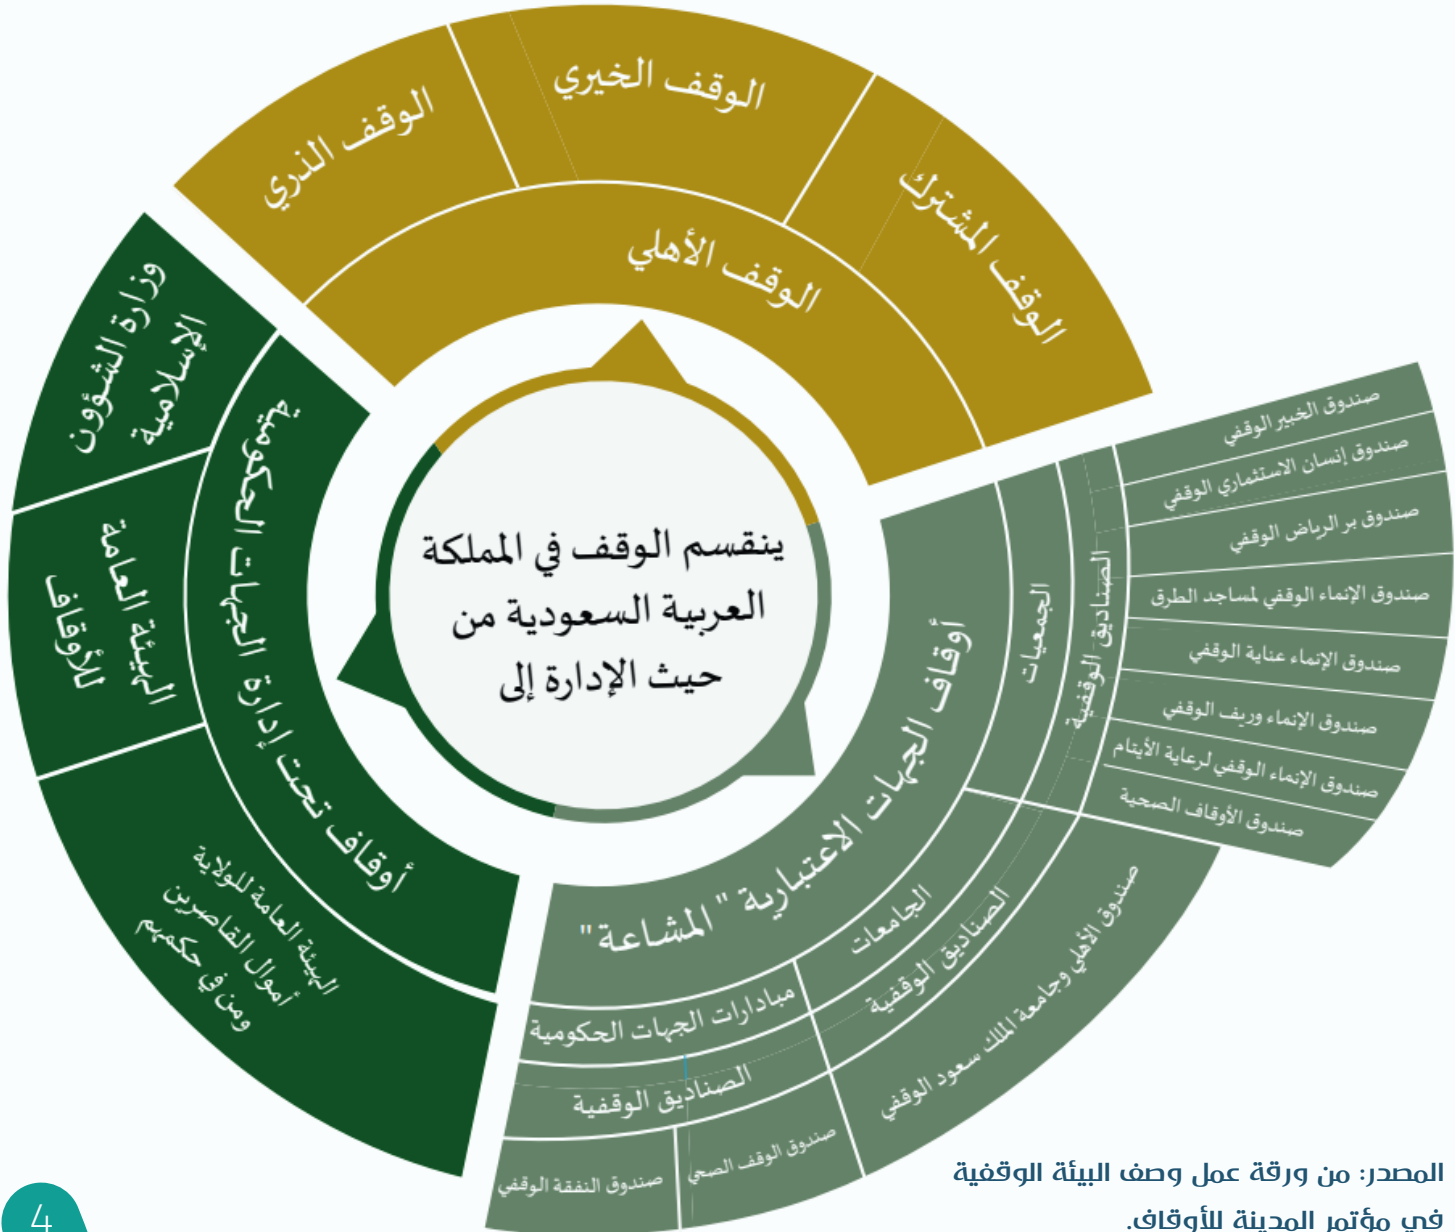 ينقسم الوقف في المملكة
العربية السعودية من
حيث الإدارة إلى
الوقف الأهلي
الوقف المشترك
الوقف الخيري
الوقف الذري
أوقاف الجهات الاعتبارية "المشاعة"
الجمعيات
الصناديق الوقفية
صندوق الخبير الوقفي
صندوق إنسان الاستثماري الوقفي
صندوق بر الرياض الوقفي
صندوق الإنماء الوقفي لمساجد الطرق
صندوق الإنماء عناية الوقفي
صندوق الإنماء وريف الوقفي
صندوق الإنماء الوقفي لرعاية الأيتام
صندوق الأوقاف الصحية
الجامعات
الصناديق الوقفية
صندوق الأهلي وجامعة الملك سعود الوقفي
مبادارات الجهات الحكومية
الصناديق الوقفية
صندوق الوقف الصحي
صندوق النفقة الوقفي
أوقاف تحت إدارة الجهات الحكومية
وزارة الشؤون
الإسلامية
الهيئة العامة
للأوقاف
الهيئة العامة للولاية
أموال القاصرين
ومن في حكمهم
المصدر: من ورقة عمل وصف البيئة الوقفية
في مؤتمر المدينة للأوقاف.
4